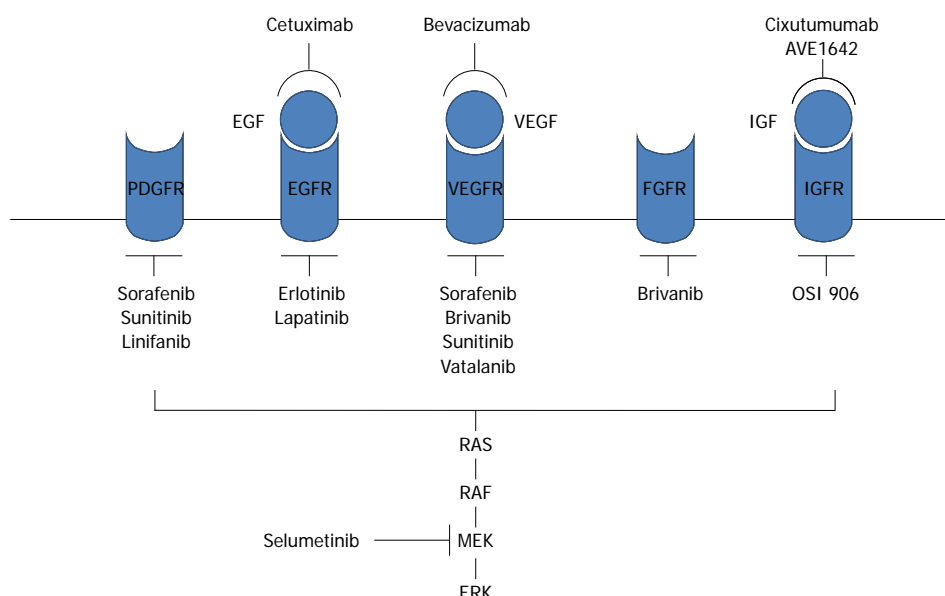 Cetuximab
Bevacizumab
Cixutumumab
AVE1642
EGF
VEGF
IGF
PDGFR
EGFR
VEGFR
FGFR
IGFR
Sorafenib
Sunitinib
Linifanib
Erlotinib
Lapatinib
Sorafenib
Brivanib
Sunitinib
Vatalanib
Brivanib
OSI 906
RAS
RAF
Selumetinib
MEK
ERK